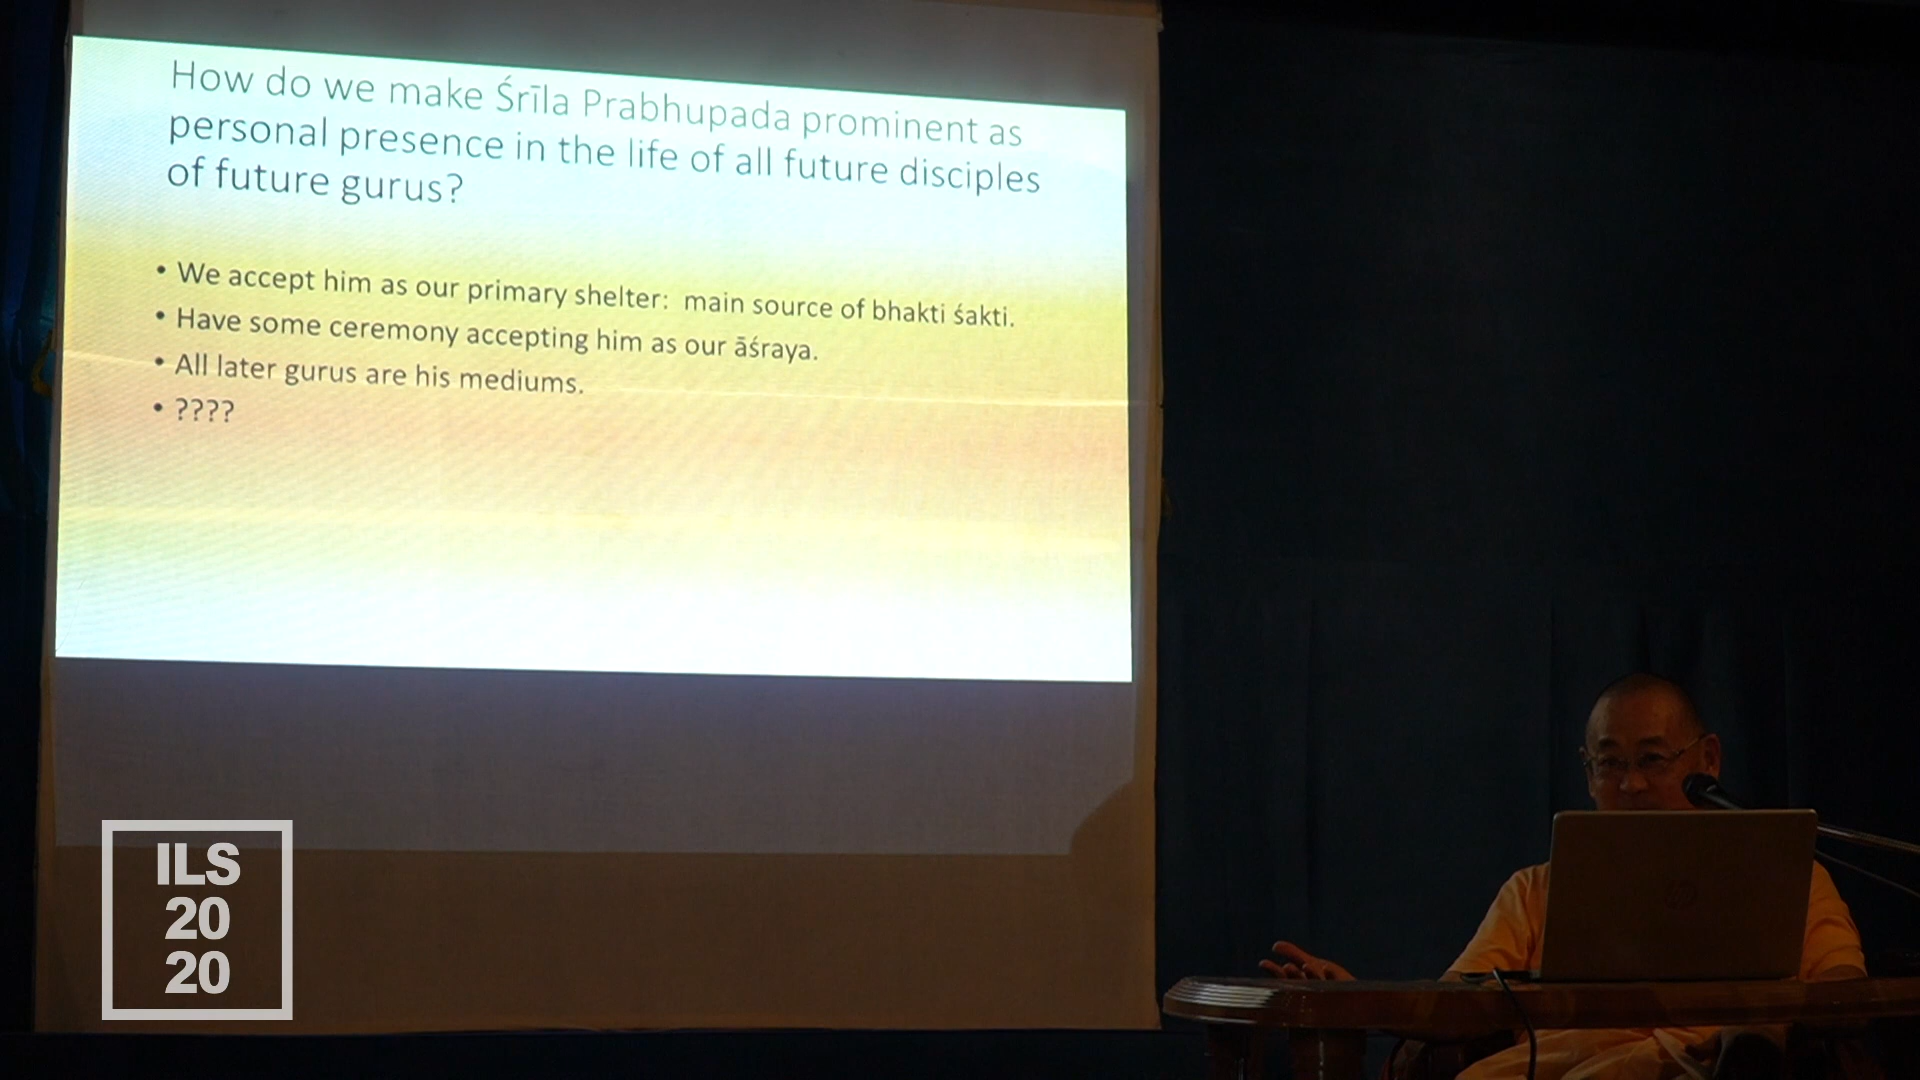 How do we make Śrīla Prabhupada prominent as
personal presence in the life of all future disciples
of future gurus?
• We accept him as our primary shelter: main source of bhakti śakti.
• Have some ceremony accepting him as our āśraya.
• All later gurus are his mediums.
• ????
ILS
20
20